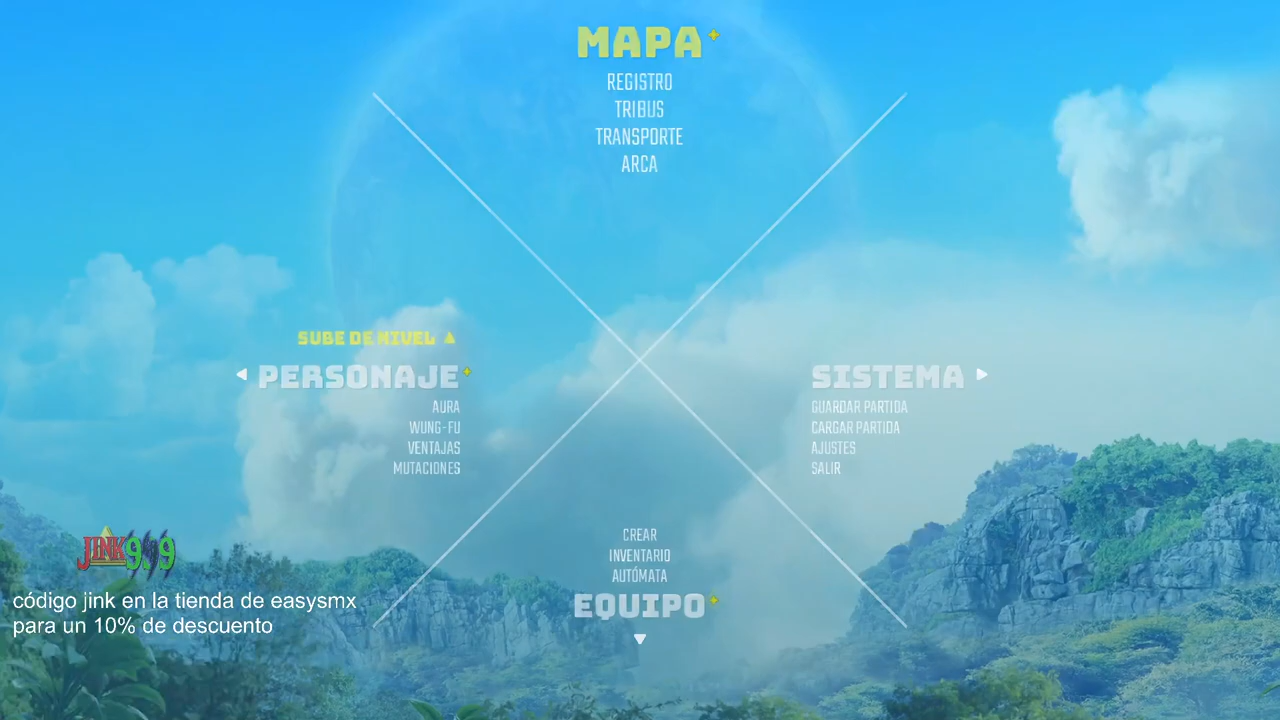 MAPA
REGISTRO
TRIBUS
TRANSPORTE
ARCA
SUBE DE NIVEL
PERSONAJE
AURA
WUNG-FU
VENTAJAS
MUTACIONES
SISTEMA
GUARDAR PARTIDA
CARGAR PARTIDA
AJUSTES
SALIR
CREAR
INVENTARIO
AUTÓMATA
EQUIPO
JINK999
código jink en la tienda de easysmx
para un 10% de descuento